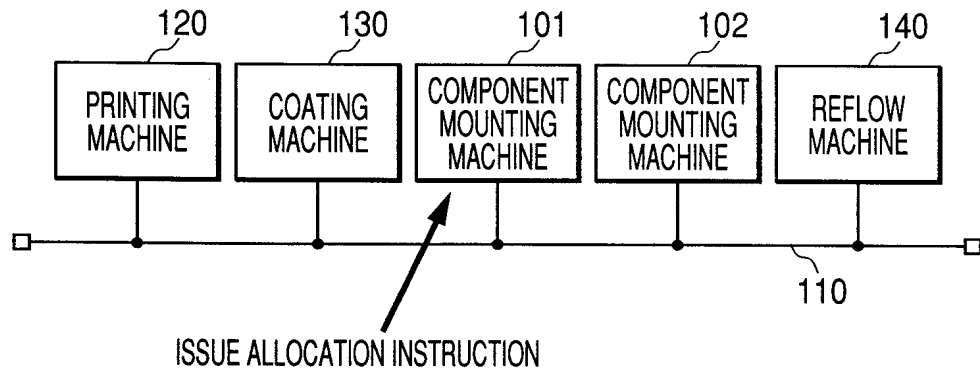 120
130
101
102
140
PRINTING
MACHINE
COATING
MACHINE
COMPONENT
MOUNTING
MACHINE
COMPONENT
MOUNTING
MACHINE
REFLOW
MACHINE
110
ISSUE ALLOCATION INSTRUCTION